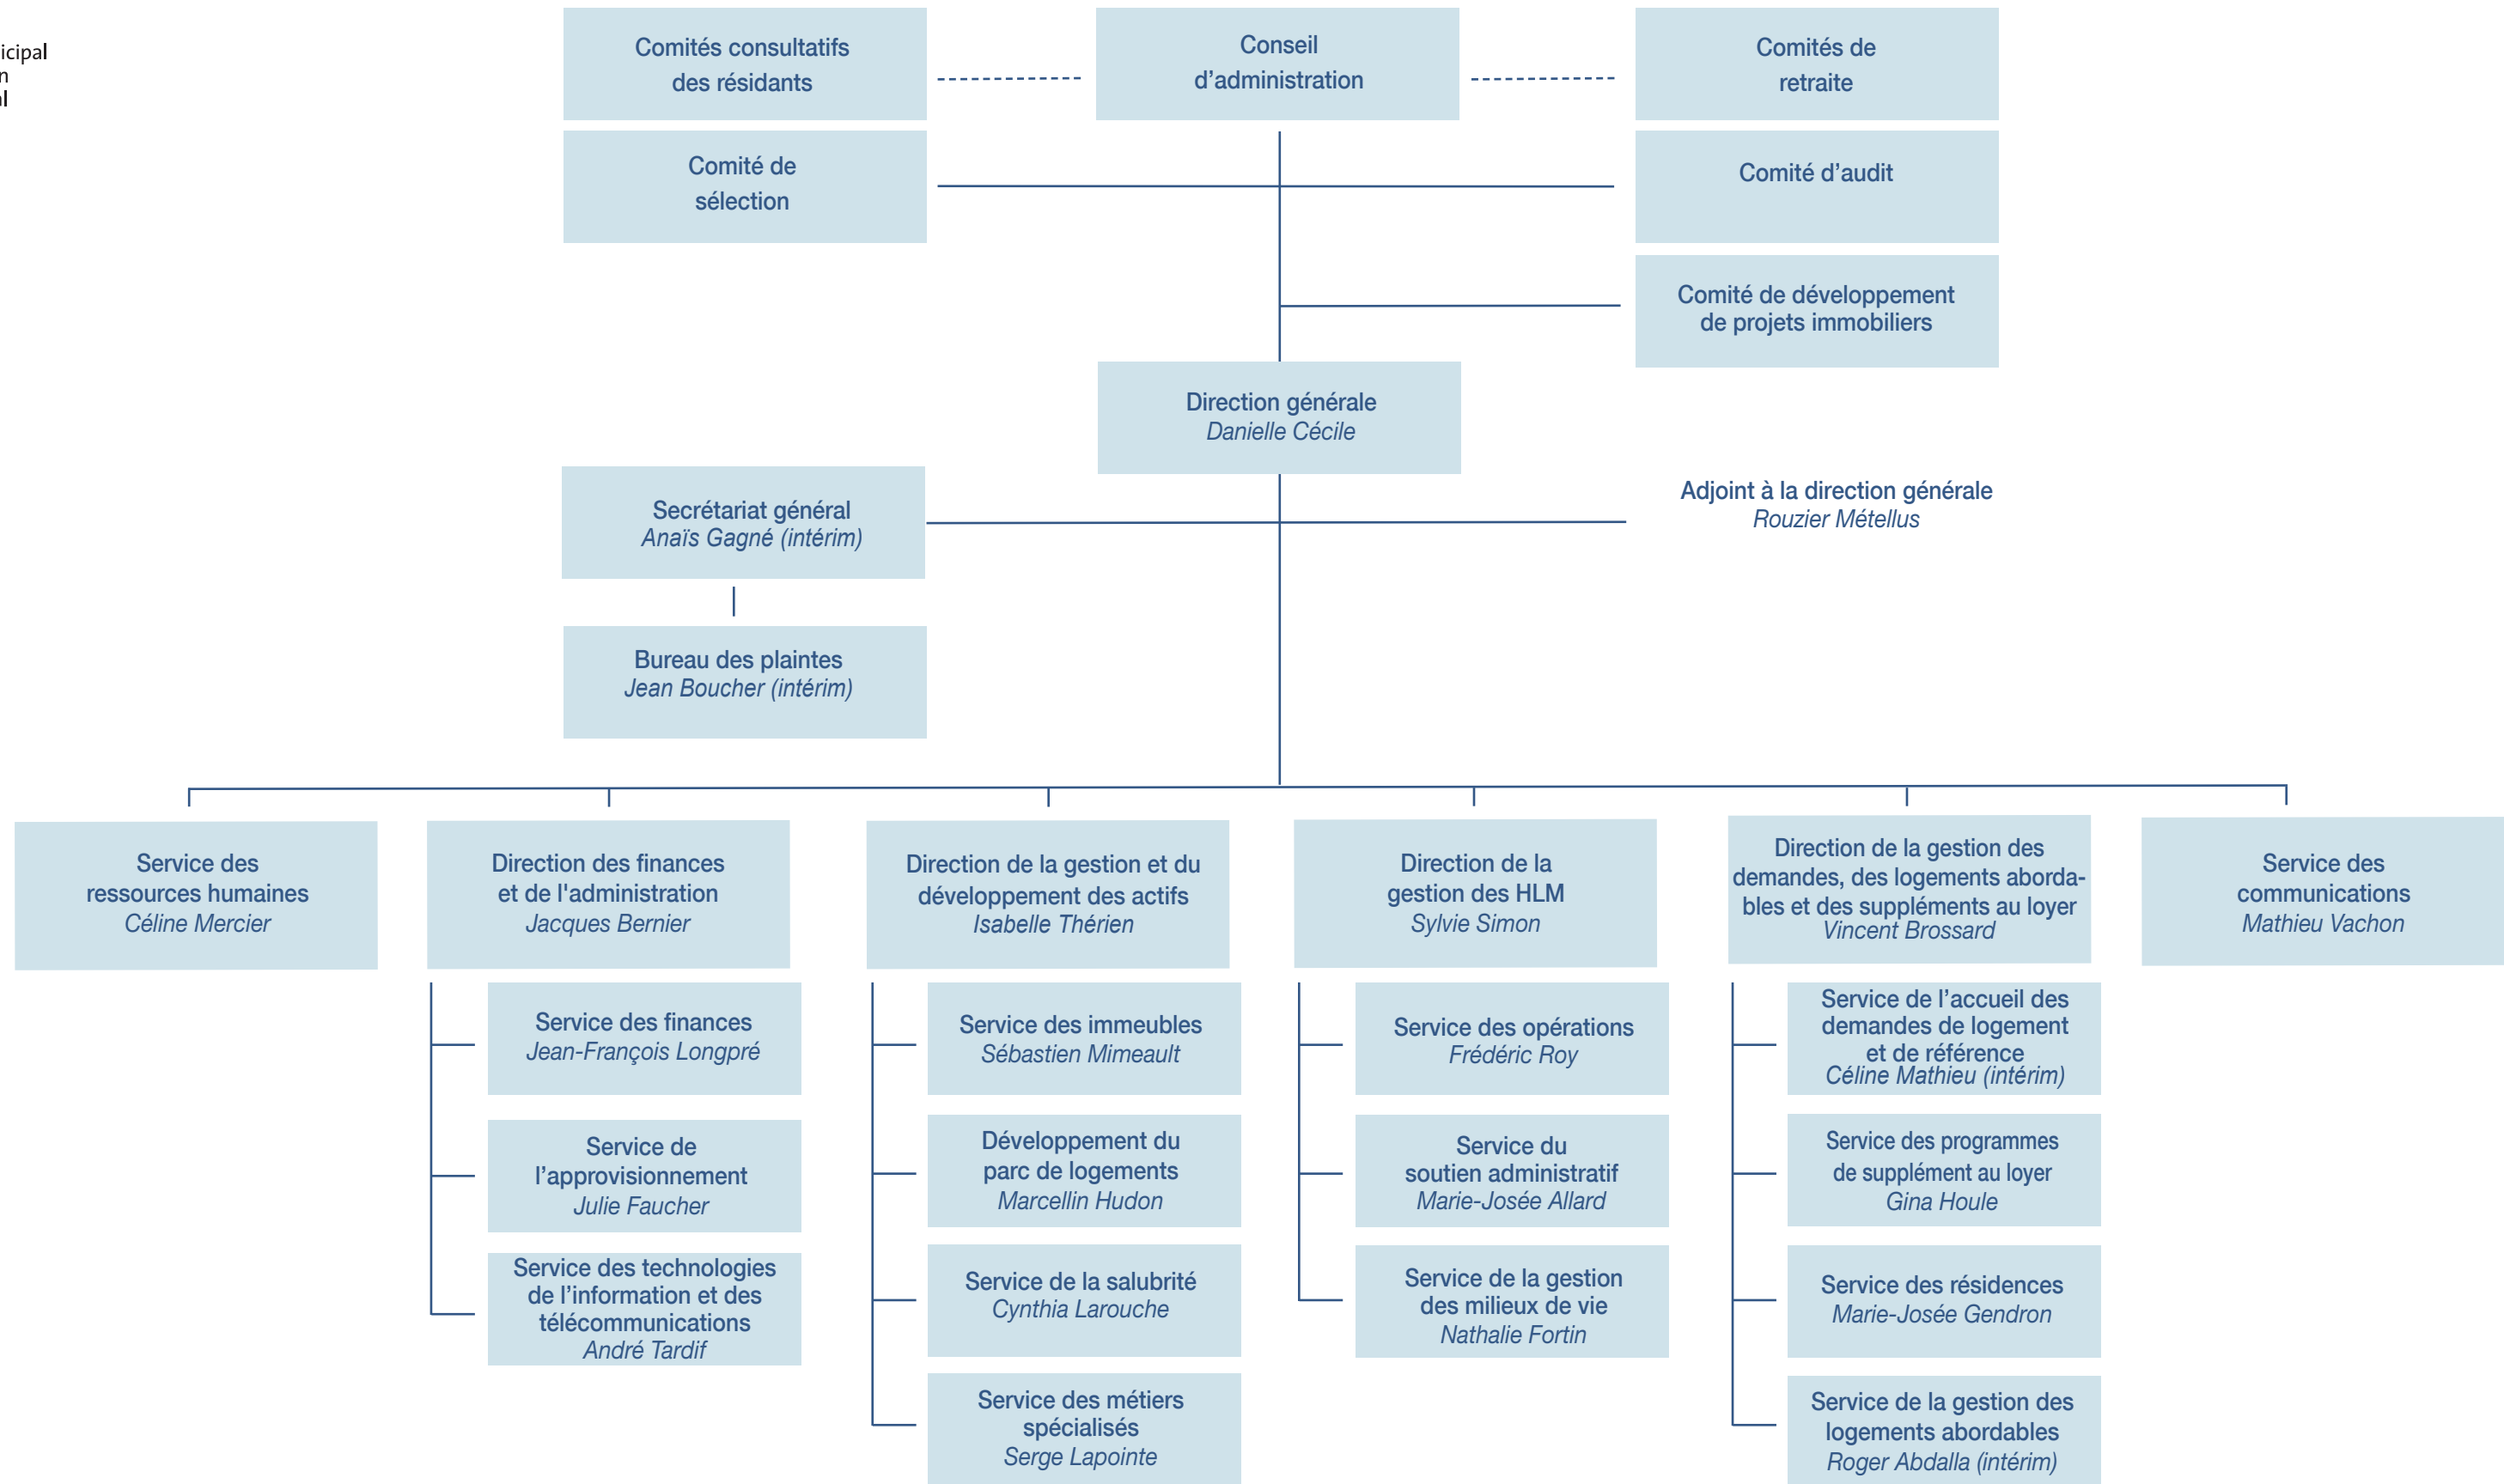 icipal
n
al
Comités consultatifs
des résidants
Conseil
d’administration
Comités de
retraite
Comité de
sélection
Comité d’audit
Comité de développement
de projets immobiliers
Direction générale
Danielle Cécile
Secrétariat général
Anaïs Gagné (intérim)
Adjoint à la direction générale
Rouzier Métellus
Bureau des plaintes
Jean Boucher (intérim)
Service des
ressources humaines
Céline Mercier
Direction des finances
et de l'administration
Jacques Bernier
Service des finances
Jean-François Longpré
Service de
l’approvisionnement
Julie Faucher
Service des technologies
de l’information et des
télécommunications
André Tardif
Direction de la gestion et du
développement des actifs
Isabelle Thérien
Service des immeubles
Sébastien Mimeault
Développement du
parc de logements
Marcellin Hudon
Service de la salubrité
Cynthia Larouche
Service des métiers
spécialisés
Serge Lapointe
Direction de la
gestion des HLM
Sylvie Simon
Service des opérations
Frédéric Roy
Service du
soutien administratif
Marie-Josée Allard
Service de la gestion
des milieux de vie
Nathalie Fortin
Direction de la gestion des
demandes, des logements aborda-
bles et des suppléments au loyer
Vincent Brossard
Service de l’accueil des
demandes de logement
et de référence
Céline Mathieu (intérim)
Service des programmes
de supplément au loyer
Gina Houle
Service des résidences
Marie-Josée Gendron
Service de la gestion des
logements abordables
Roger Abdalla (intérim)
Service des
communications
Mathieu Vachon